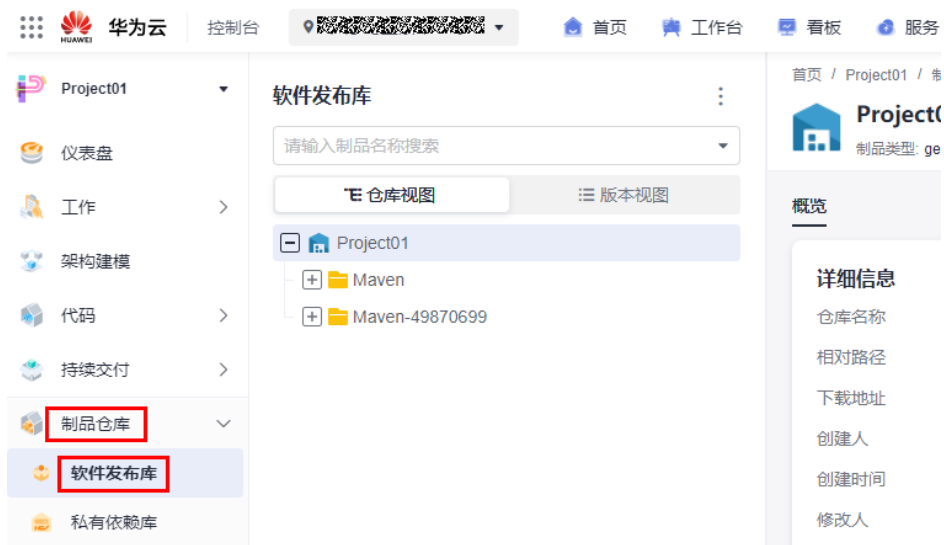 HUAWEI 华为云 控制台 首页 工作台 看板 服务
Project01
仪表盘
工作
架构建模
代码
持续交付
制品仓库
软件发布库
私有依赖库
软件发布库
请输入制品名称搜索
仓库视图 版本视图
Project01
Maven
Maven-49870699
首页 / Project01 /
Project
制品类型: ge
概览
详细信息
仓库名称
相对路径
下载地址
创建人
创建时间
修改人